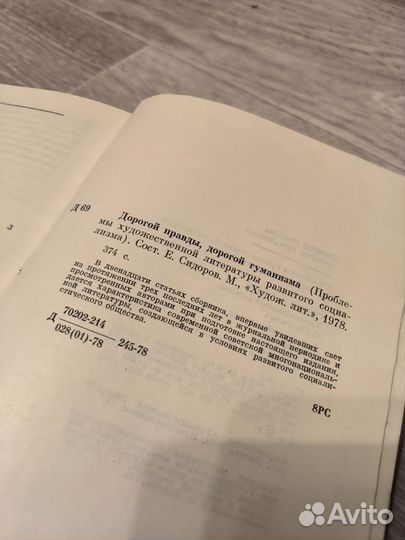 3
Д 69
Дорогой правды, дорогой гуманизма (Пробле-
мы художественной литературы развитого социа-
лизма). Сост. Е. Сидоров. М., «Худож. лит.», 1978.
374 с.
В двенадцати статьях сборника, впервые увидевших свет
на протяжении трех последних лет в журнальной периодике и
просмотренных авторами при подготовке настоящего издания,
дается характеристика современной советской многонациональ-
ной литературы, создающейся в условиях развитого социали-
стического общества.
Д 70202-214
028(01)-78 245-78
8РС
Avito